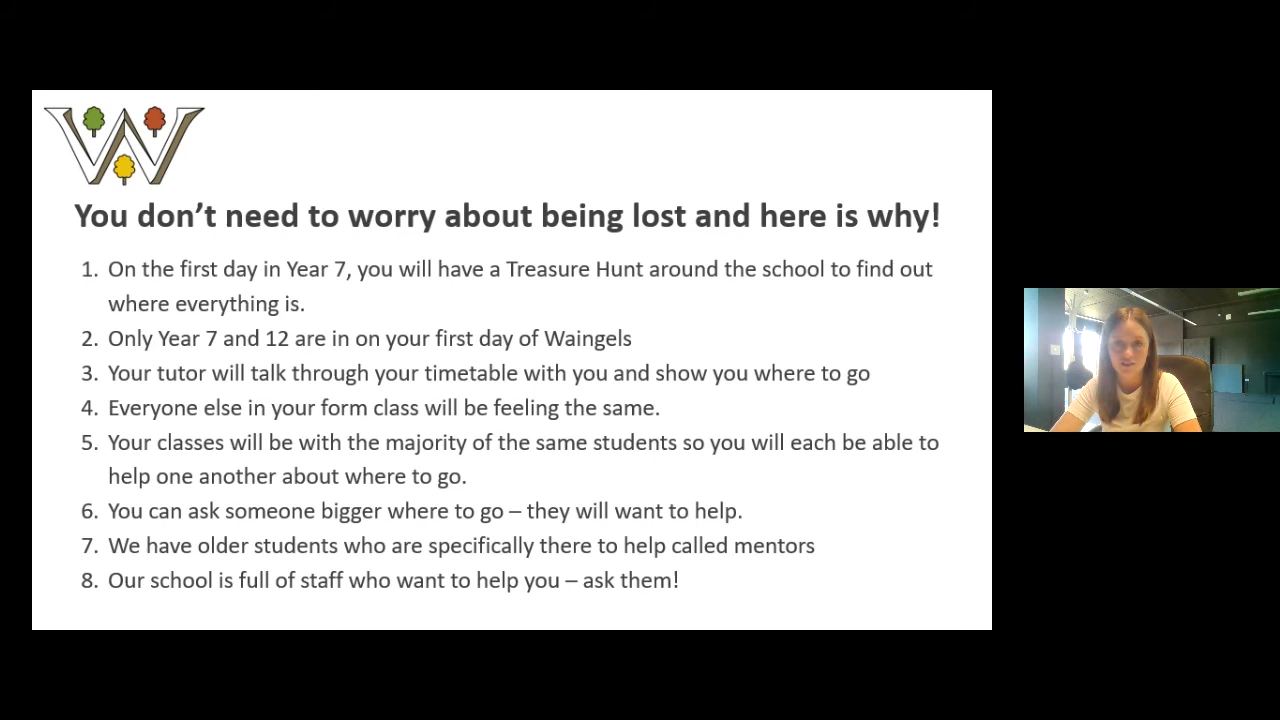 W
You don't need to worry about being lost and here is why!
1. On the first day in Year 7, you will have a Treasure Hunt around the school to find out
where everything is.
2. Only Year 7 and 12 are in on your first day of Waingels
3. Your tutor will talk through your timetable with you and show you where to go
4. Everyone else in your form class will be feeling the same.
5. Your classes will be with the majority of the same students so you will each be able to
help one another about where to go.
6. You can ask someone bigger where to go – they will want to help.
7. We have older students who are specifically there to help called mentors
8. Our school is full of staff who want to help you – ask them!